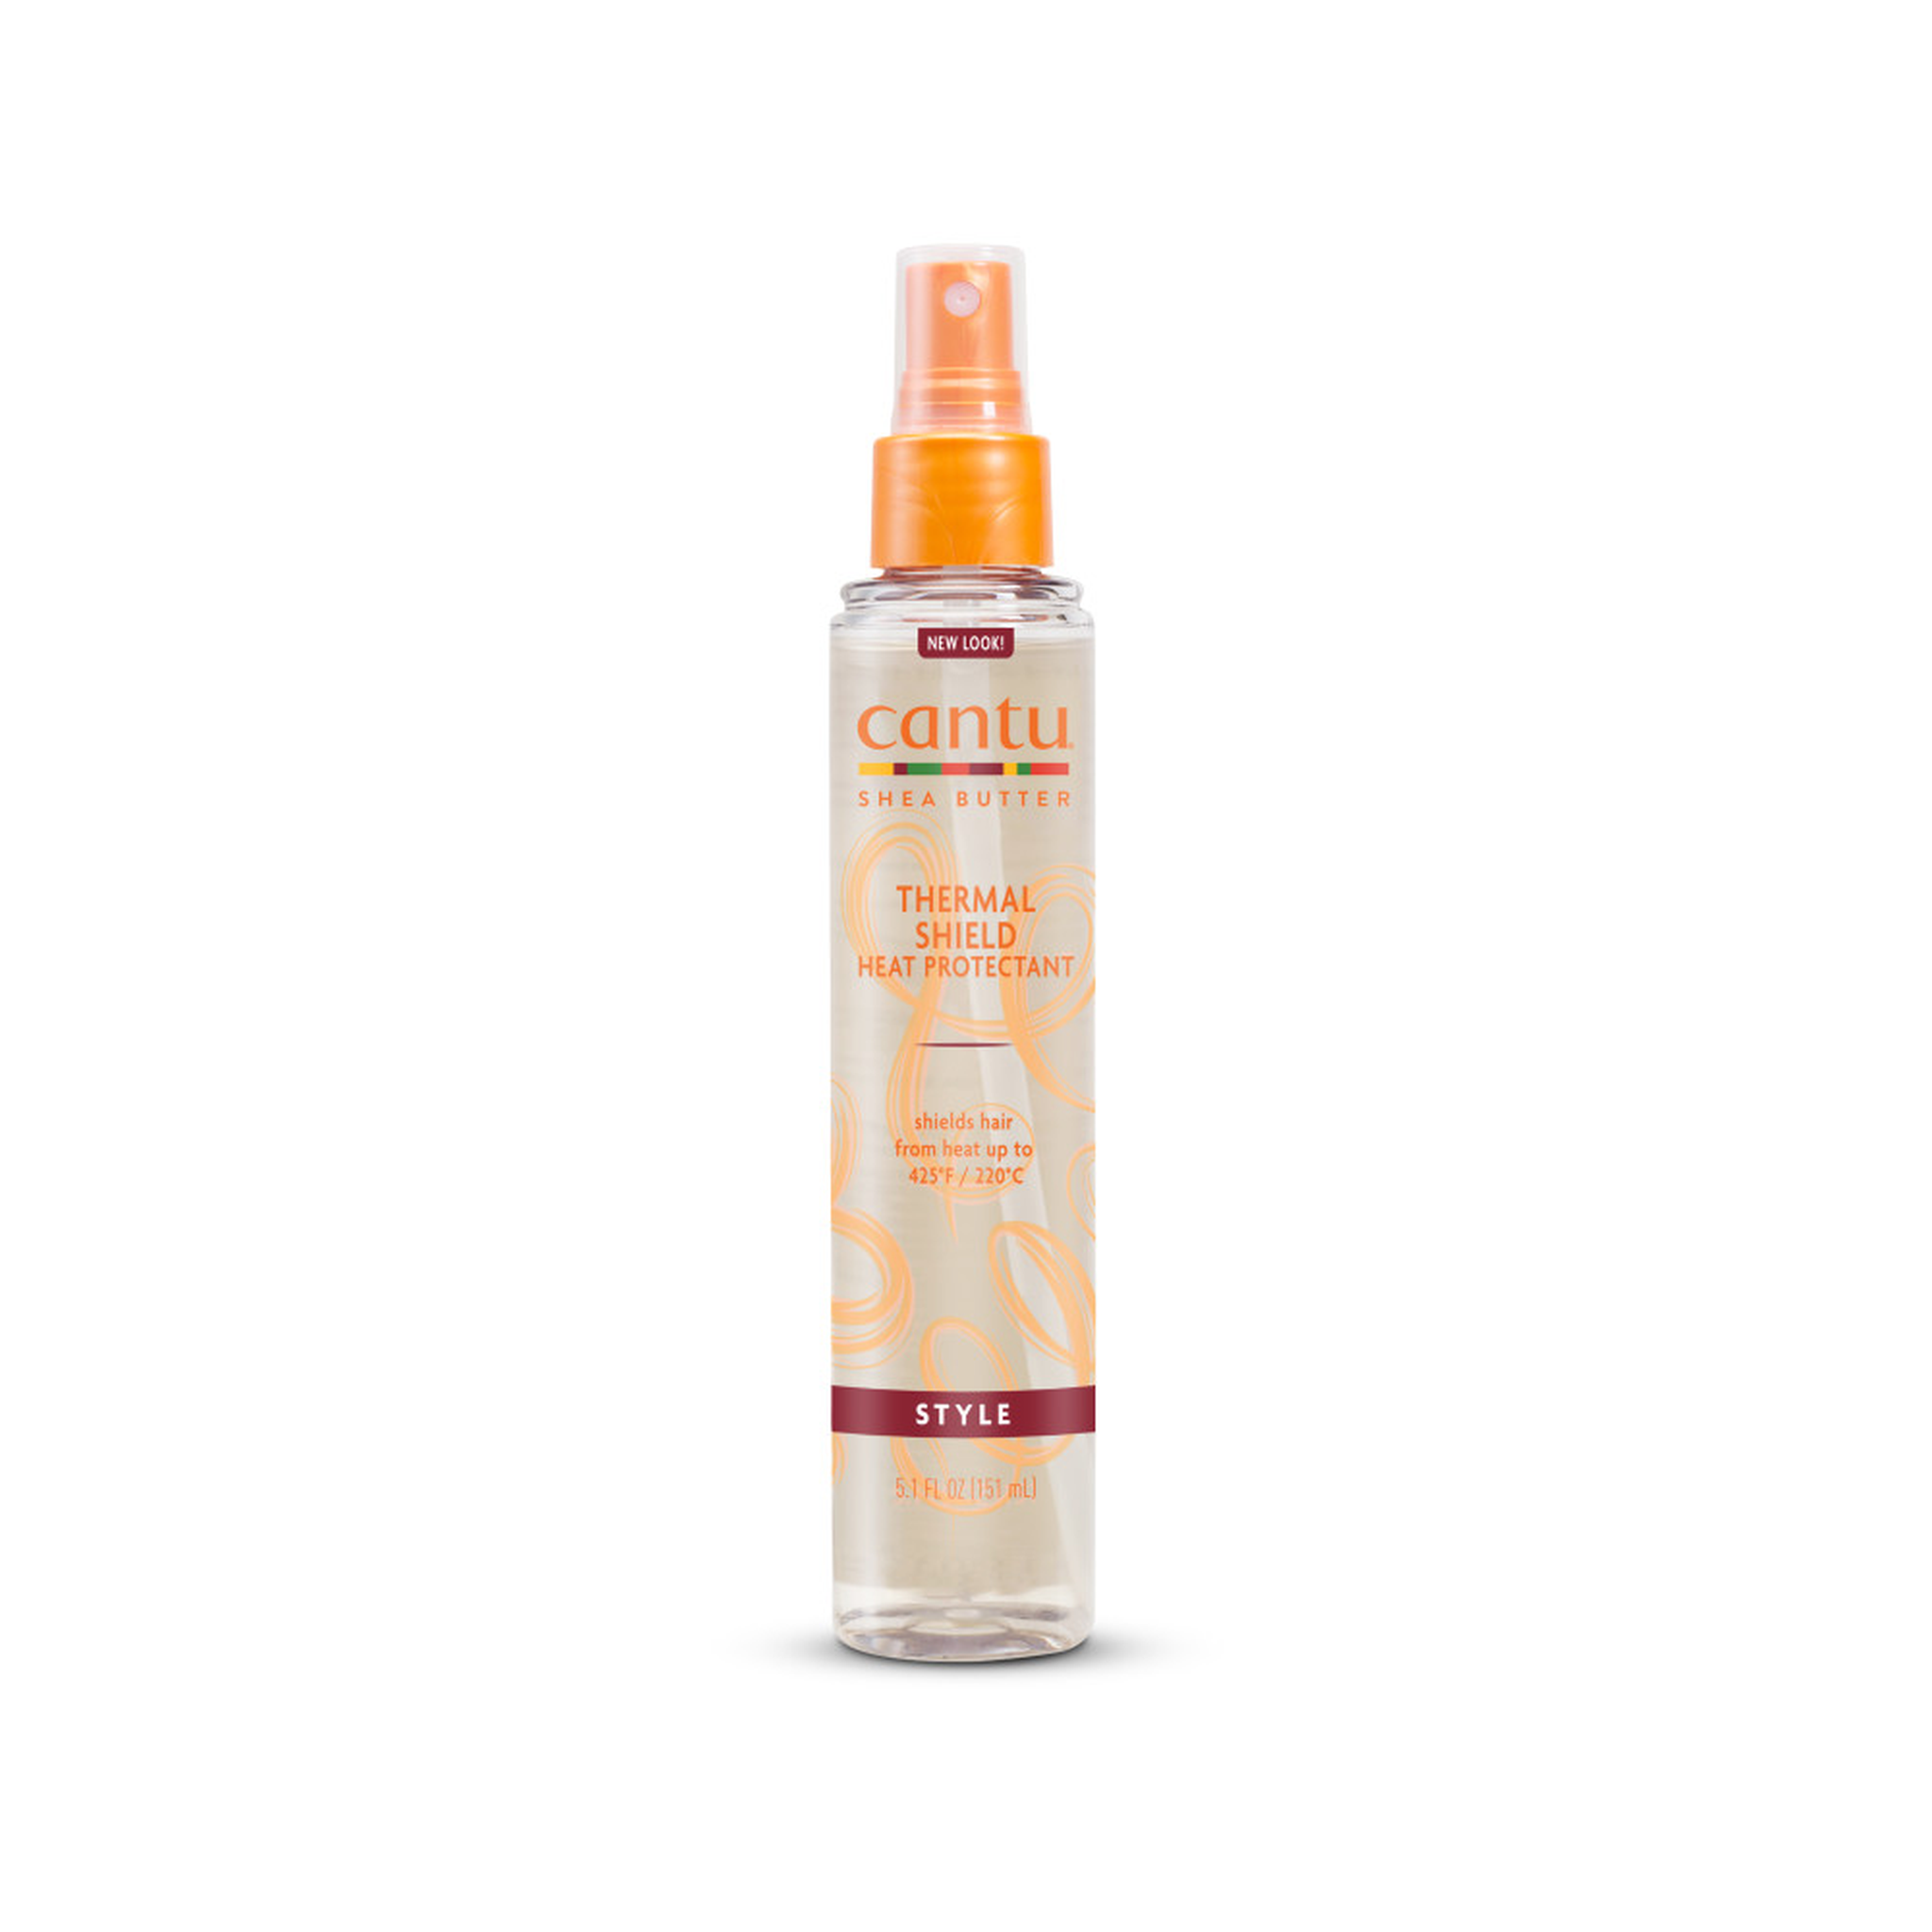 NEW LOOK!
cantu®
SHEA BUTTER
THERMAL
SHIELD
HEAT PROTECTANT
shields hair
from heat up to
425°F / 220°C
STYLE
5.1 FL OZ (151 mL)